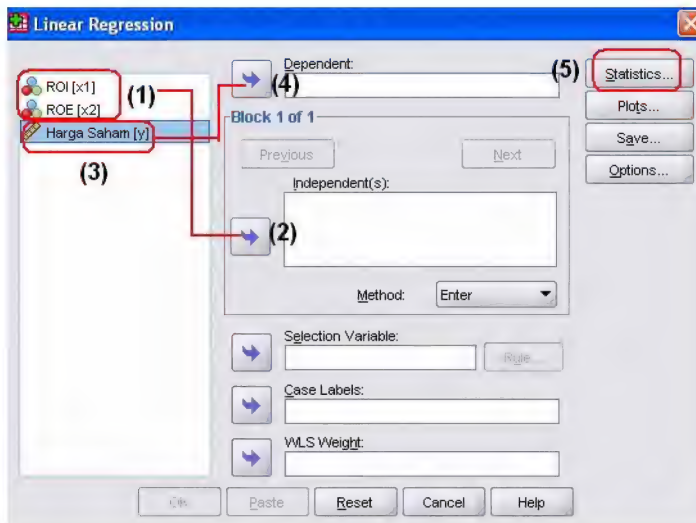 Linear Regression
ROI [x1]
ROE [x2]
Harga Saham [y]
(1)
(3)
Dependent:
(4)
(5)
Statistics...
Plots...
Save...
Options...
Block 1 of 1
Previous
Next
Independent(s):
(2)
Method:
Enter
Selection Variable:
Rule...
Case Labels:
WLS Weight:
OK
Paste
Reset
Cancel
Help